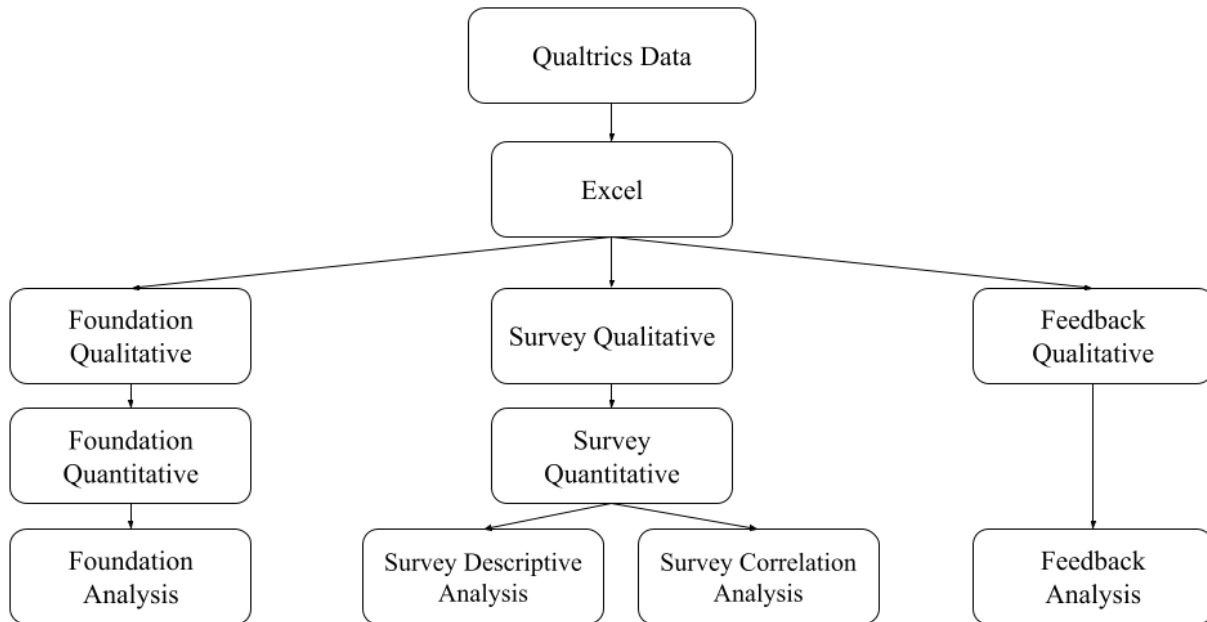 Qualtrics Data
Excel
Foundation
Qualitative
Survey Qualitative
Feedback
Qualitative
Foundation
Quantitative
Survey
Quantitative
Foundation
Analysis
Survey Descriptive
Analysis
Survey Correlation
Analysis
Feedback
Analysis